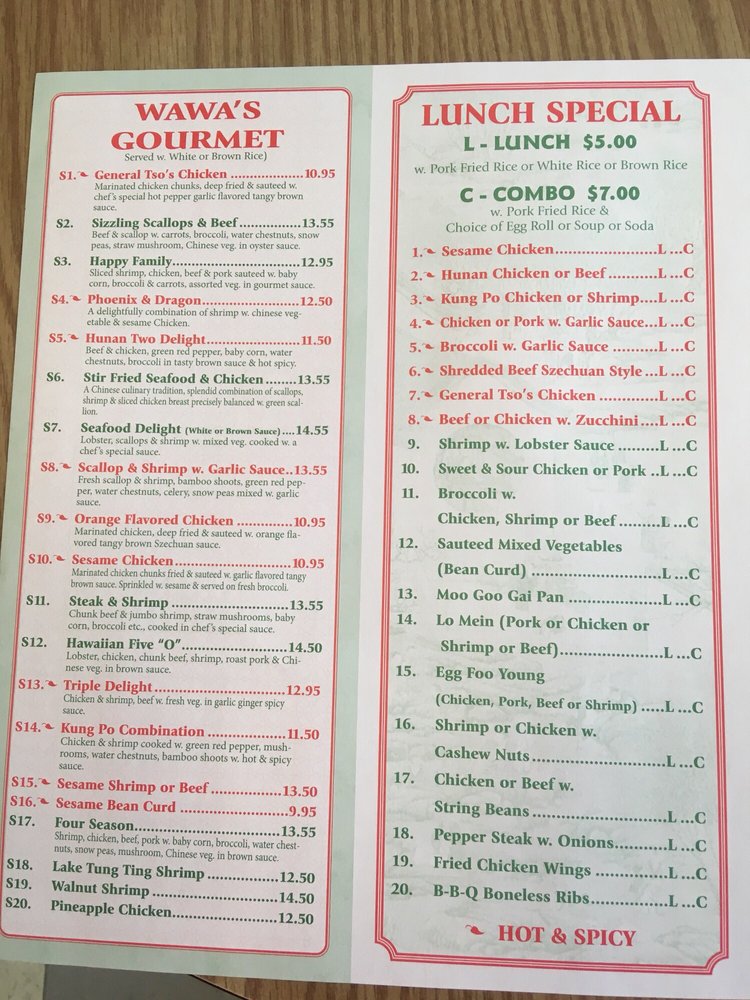 WAWA'S
GOURMET
Served w. White or Brown Rice)
S1. General Tso's Chicken ..................10.95
Marinated chicken chunks, deep fried & sauteed w.
chef's special hot pepper garlic flavored tangy brown
sauce.
S2. Sizzling Scallops & Beef...............13.55
Beef & scallop w. carrots, broccoli, water chestnuts, snow
peas, straw mushroom, Chinese veg. in oyster sauce.
S3. Happy Family...............................12.95
Sliced shrimp, chicken, beef & pork sauteed w. baby
corn, broccoli & carrots, assorted veg. in gourmet sauce.
S4. Phoenix & Dragon........................12.50
A delightfully combination of shrimp w. chinese veg-
etable & sesame Chicken.
S5. Hunan Two Delight.......................11.50
Beef & chicken, green red pepper, baby corn, water
chestnuts, broccoli in tasty brown sauce & hot spicy.
S6. Stir Fried Seafood & Chicken ........13.55
A Chinese culinary tradition, splendid combination of scallops,
shrimp & sliced chicken breast precisely balanced w. green scal-
lion.
S7. Seafood Delight (White or Brown Sauce)....14.55
Lobster, scallops & shrimp w. mixed veg. cooked w. a
chef's special sauce.
S8. Scallop & Shrimp w. Garlic Sauce..13.55
Fresh scallop & shrimp, bamboo shoots, green red pep-
per, water chestnuts, celery, snow peas mixed w. garlic
sauce.
S9. Orange Flavored Chicken .............10.95
Marinated chicken, deep fried & sauteed w. orange fla-
vored tangy brown Szechuan sauce.
S10. Sesame Chicken...........................10.95
Marinated chicken chunks fried & sauteed w. garlic flavored tangy
brown sauce. Sprinkled w. sesame & served on fresh broccoli.
S11. Steak & Shrimp ...........................13.55
Chunk beef & jumbo shrimp, straw mushrooms, baby
corn, broccoli etc., cooked in chef's special sauce.
S12. Hawaiian Five "O".........................14.50
Lobster, chicken, chunk beef, shrimp, roast pork & Chi-
nese veg. in brown sauce.
S13. Triple Delight ...............................12.95
Chicken & shrimp, beef w. fresh veg. in garlic ginger spicy
sauce.
S14. Kung Po Combination ..................11.50
Chicken & shrimp cooked w. green red pepper, mush-
rooms, water chestnuts, bamboo shoots w. hot & spicy
sauce.
S15. Sesame Shrimp or Beef .................13.50
S16. Sesame Bean Curd .........................9.95
S17. Four Season...................................13.55
Shrimp, chicken, beef, pork w. baby corn, broccoli, water chest-
nuts, snow peas, mushroom, Chinese veg. in brown sauce.
S18. Lake Tung Ting Shrimp .................12.50
S19. Walnut Shrimp .............................14.50
S20. Pineapple Chicken.........................12.50
LUNCH SPECIAL
L - LUNCH $5.00
w. Pork Fried Rice or White Rice or Brown Rice
C - COMBO $7.00
w. Pork Fried Rice &
Choice of Egg Roll or Soup or Soda
1. Sesame Chicken.......................L ...C
2. Hunan Chicken or Beef...........L ...C
3. Kung Po Chicken or Shrimp....L ...C
4. Chicken or Pork w. Garlic Sauce...L ...C
5. Broccoli w. Garlic Sauce ..........L ...C
6. Shredded Beef Szechuan Style ...L ...C
7. General Tso's Chicken .............L ...C
8. Beef or Chicken w. Zucchini....L ...C
9. Shrimp w. Lobster Sauce .........L ...C
10. Sweet & Sour Chicken or Pork ..L ...C
11. Broccoli w.
Chicken, Shrimp or Beef.........L ...C
12. Sauteed Mixed Vegetables
(Bean Curd) ............................L ...C
13. Moo Goo Gai Pan ....................L ...C
14. Lo Mein (Pork or Chicken or
Shrimp or Beef)......................L ...C
15. Egg Foo Young
(Chicken, Pork, Beef or Shrimp) .....L ...C
16. Shrimp or Chicken w.
Cashew Nuts............................L ...C
17. Chicken or Beef w.
String Beans............................L ...C
18. Pepper Steak w. Onions...........L ...C
19. Fried Chicken Wings ...............L ...C
20. B-B-Q Boneless Ribs................L ...C
HOT & SPICY